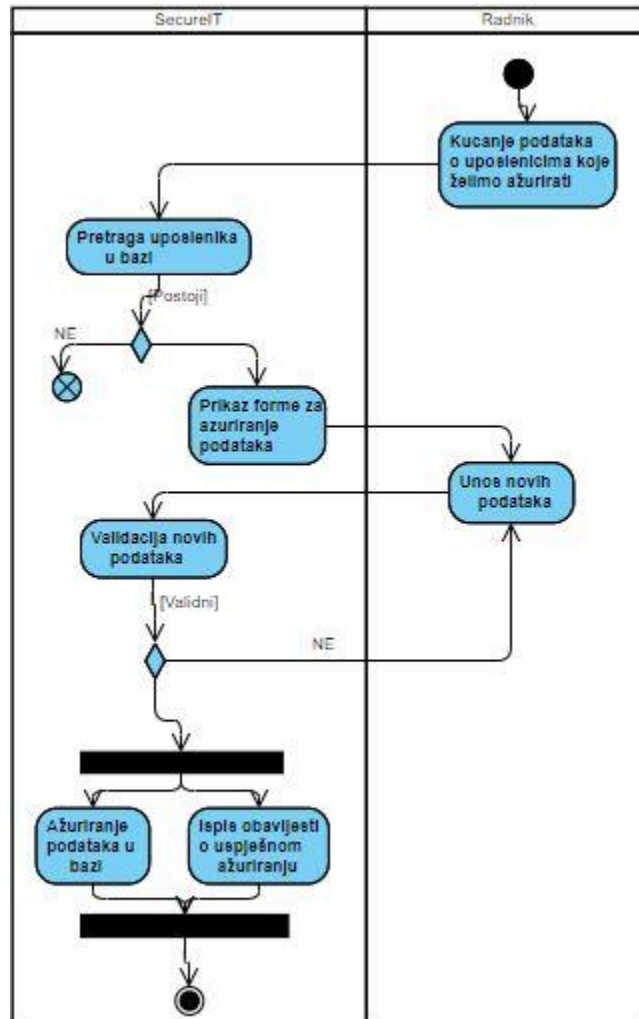 SecureIT
Radnik
Kucanje podataka
o uposlenicima koje
želimo ažurirati
Pretraga uposlenika
u bazi
[Postoji]
NE
Prikaz forme za
azuriranje
podataka
Unos novih
podataka
Validacija novih
podataka
[Validni]
NE
Ažuriranje
podataka u
bazi
Ispis obavijesti
o uspješnom
ažuriranju